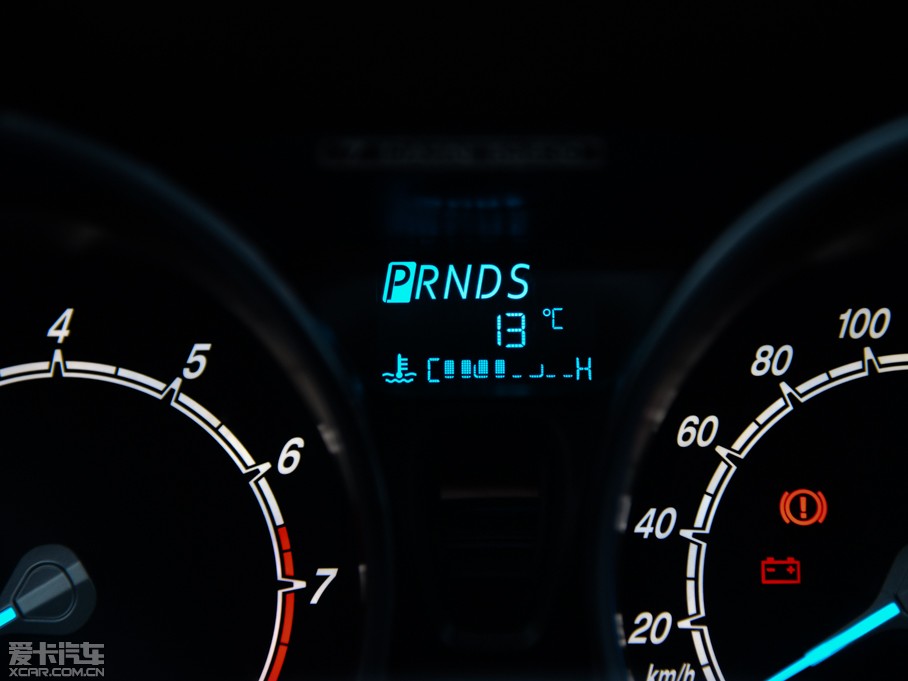 PRNDS
13 °C
C H
4
5
6
7
100
80
60
40
20
km/h
爱卡汽车
XCAR.COM.CN